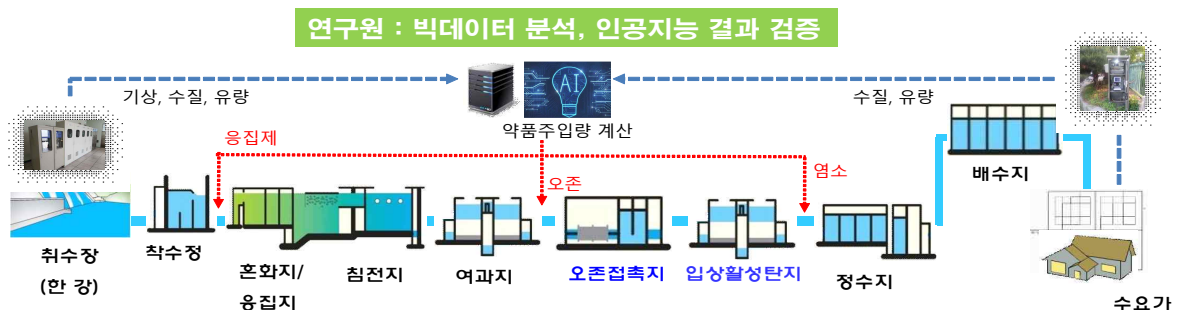 연구원 : 빅데이터 분석, 인공지능 결과 검증
기상, 수질, 유량
AI
수질, 유량
약품주입량 계산
응집제
오존
염소
배수지
취수장
(한 강)
착수정
혼화지/
응집지
침전지
여과지
오존접촉지
입상활성탄지
정수지
수요가